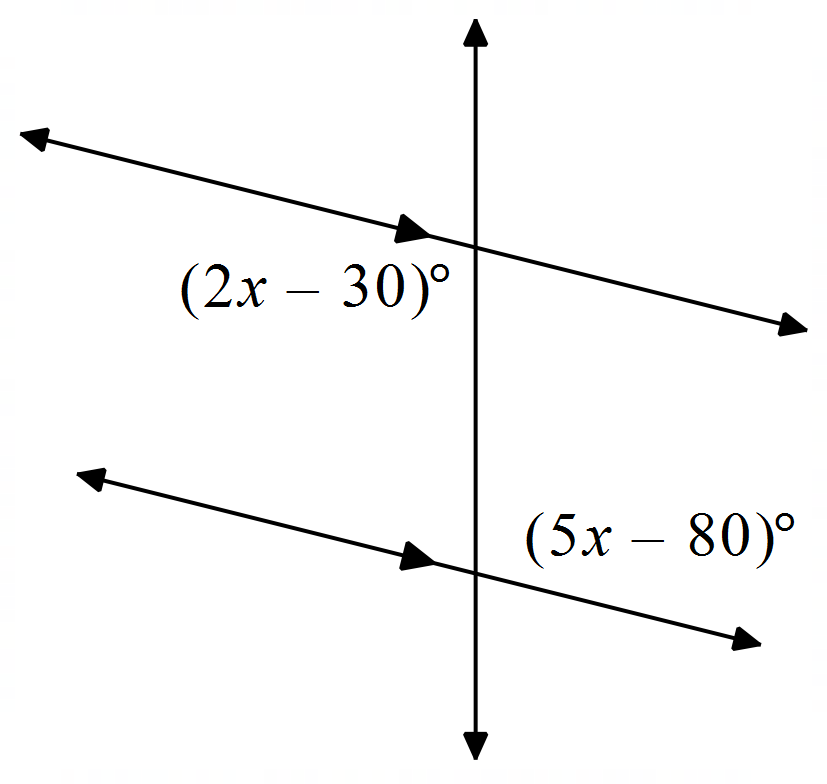 (2x – 30)°
(5x – 80)°